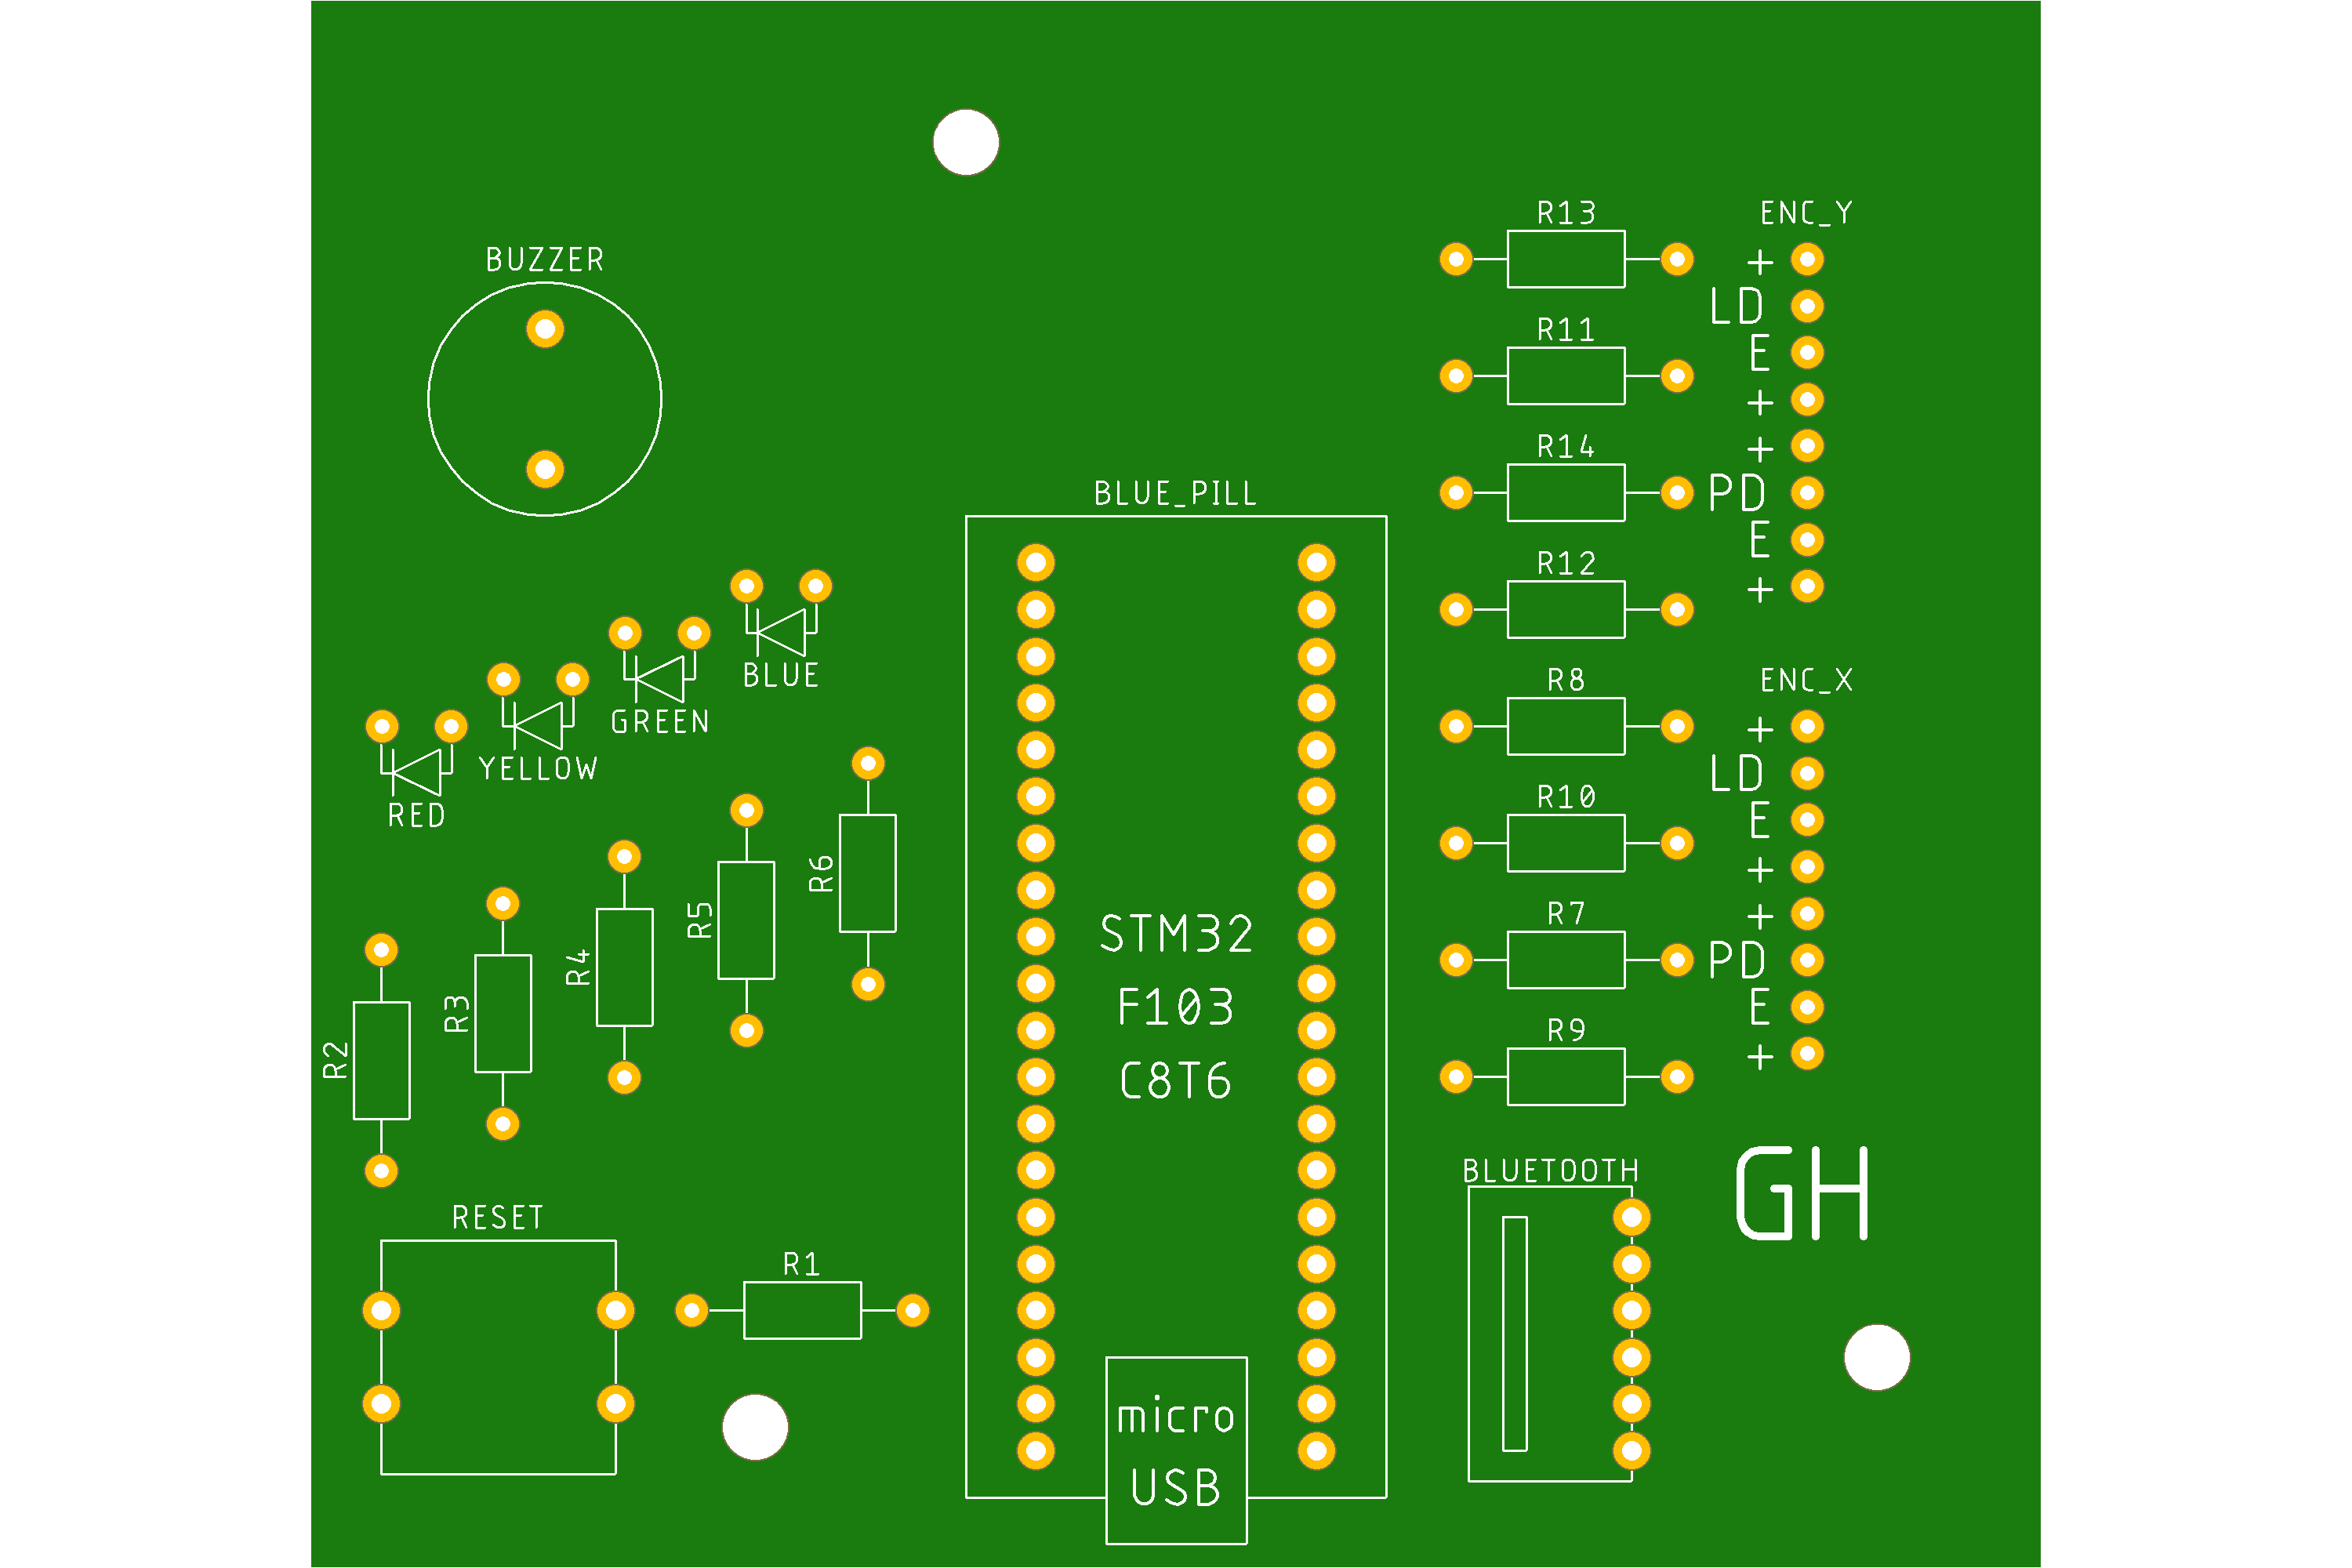 R13
ENC_Y
BUZZER
+
LD
R11
E
+
R14
+
BLUE_PILL
PD
E
R12
+
BLUE
R8
ENC_X
GREEN
+
YELLOW
LD
RED
R10
E
R6
+
R5
STM32
R7
+
R4
PD
R3
F103
E
R2
R9
+
C8T6
BLUETOOTH
GH
RESET
R1
micro
USB